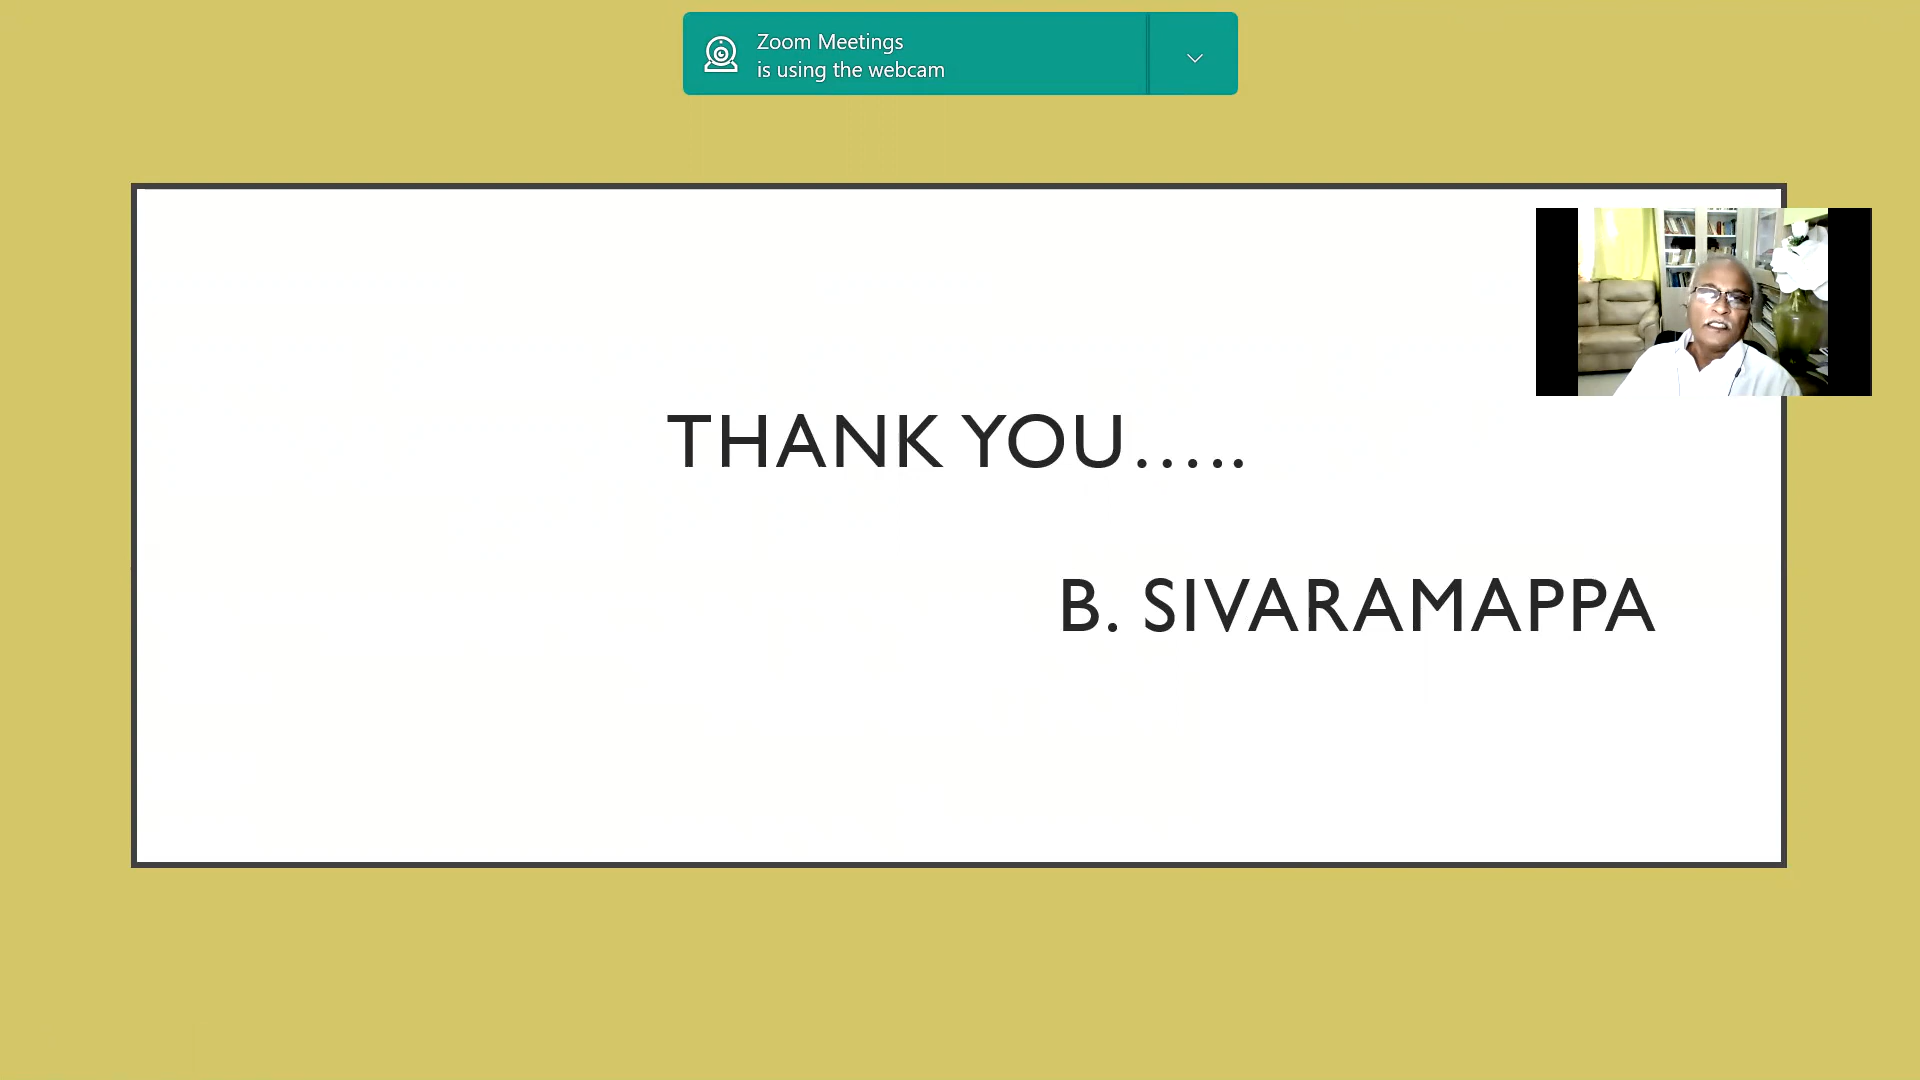 Zoom Meetings
is using the webcam
THANK YOU.....
B. SIVARAMAPPA